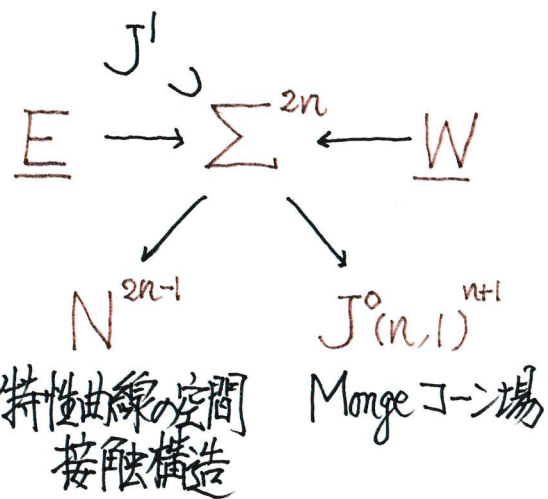 J¹
∪
E → Σ²ⁿ ← W
N²ⁿ⁻¹ J⁰(n,1)ⁿ⁺¹
特性曲線の空間 Mongeコーン場
接触構造